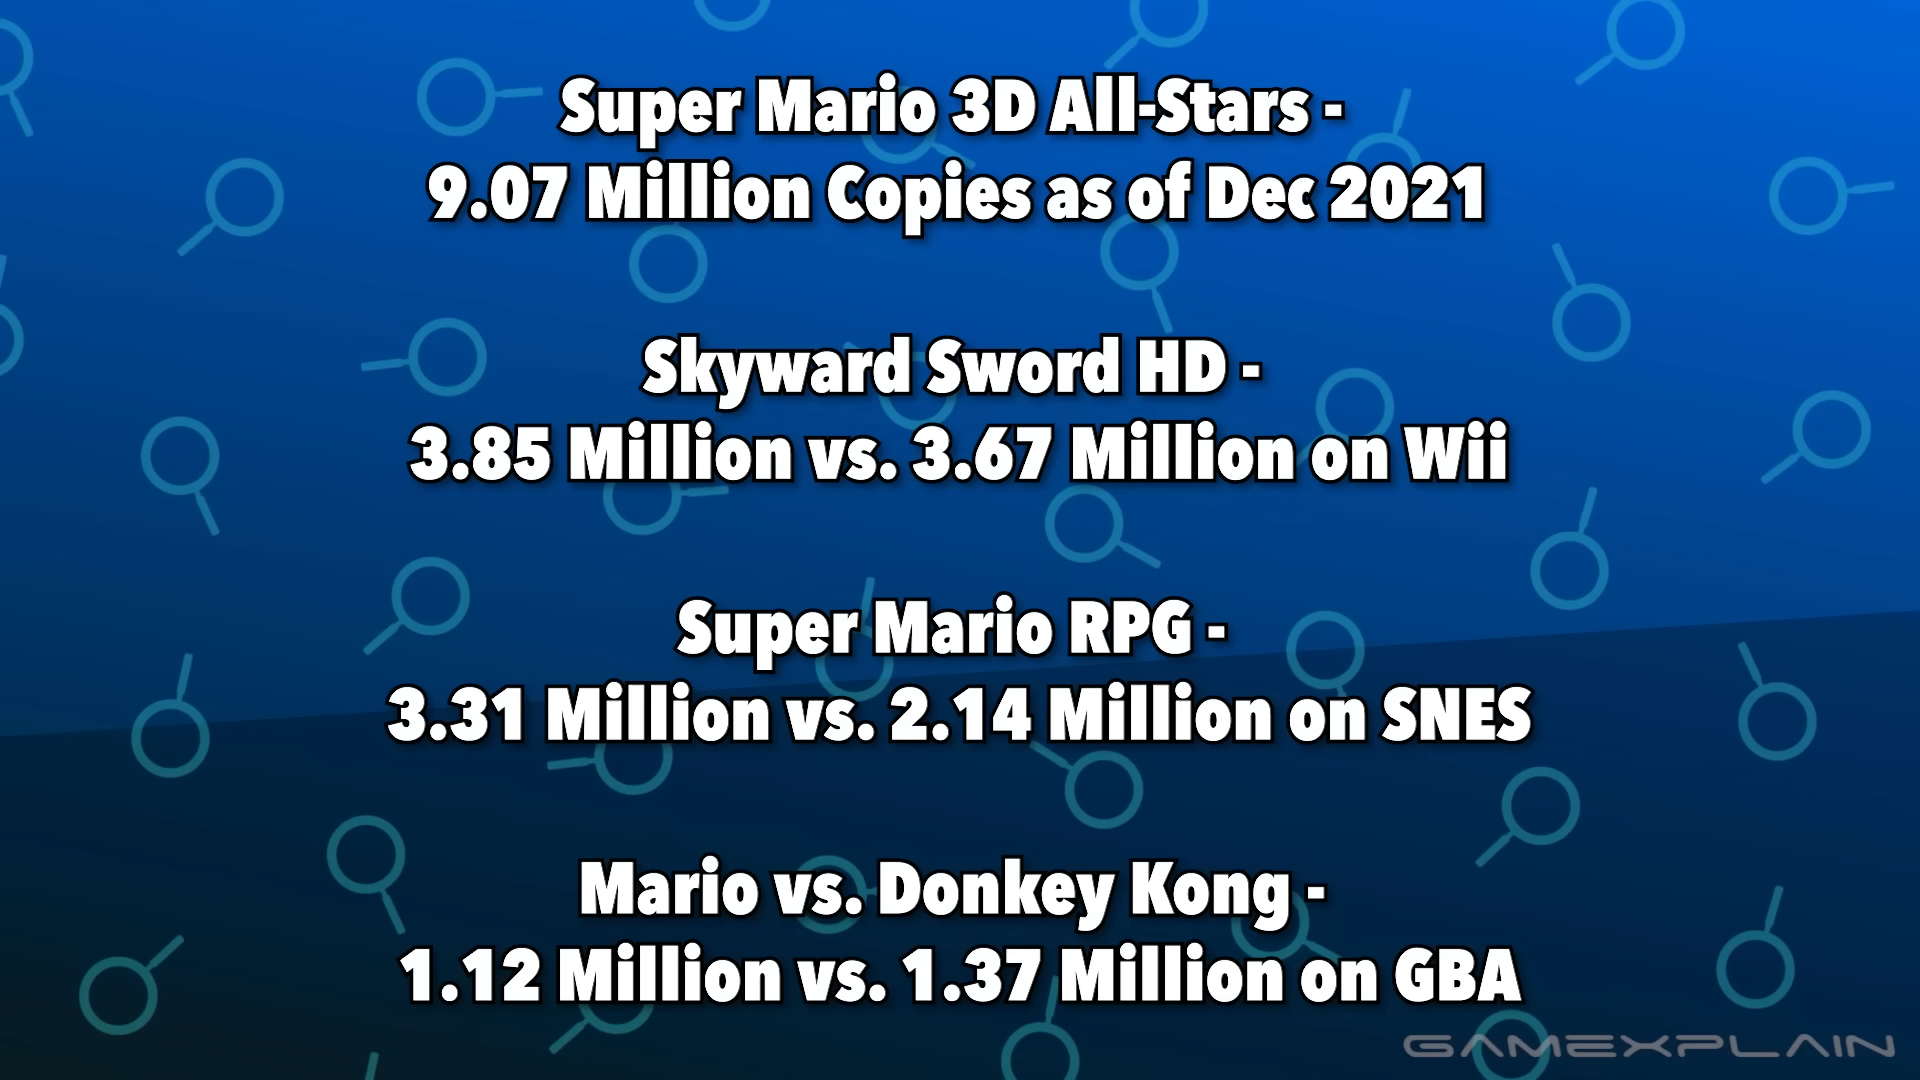 Super Mario 3D All-Stars -
9.07 Million Copies as of Dec 2021
Skyward Sword HD -
3.85 Million vs. 3.67 Million on Wii
Super Mario RPG -
3.31 Million vs. 2.14 Million on SNES
Mario vs. Donkey Kong -
1.12 Million vs. 1.37 Million on GBA
GAMEXPLAIN